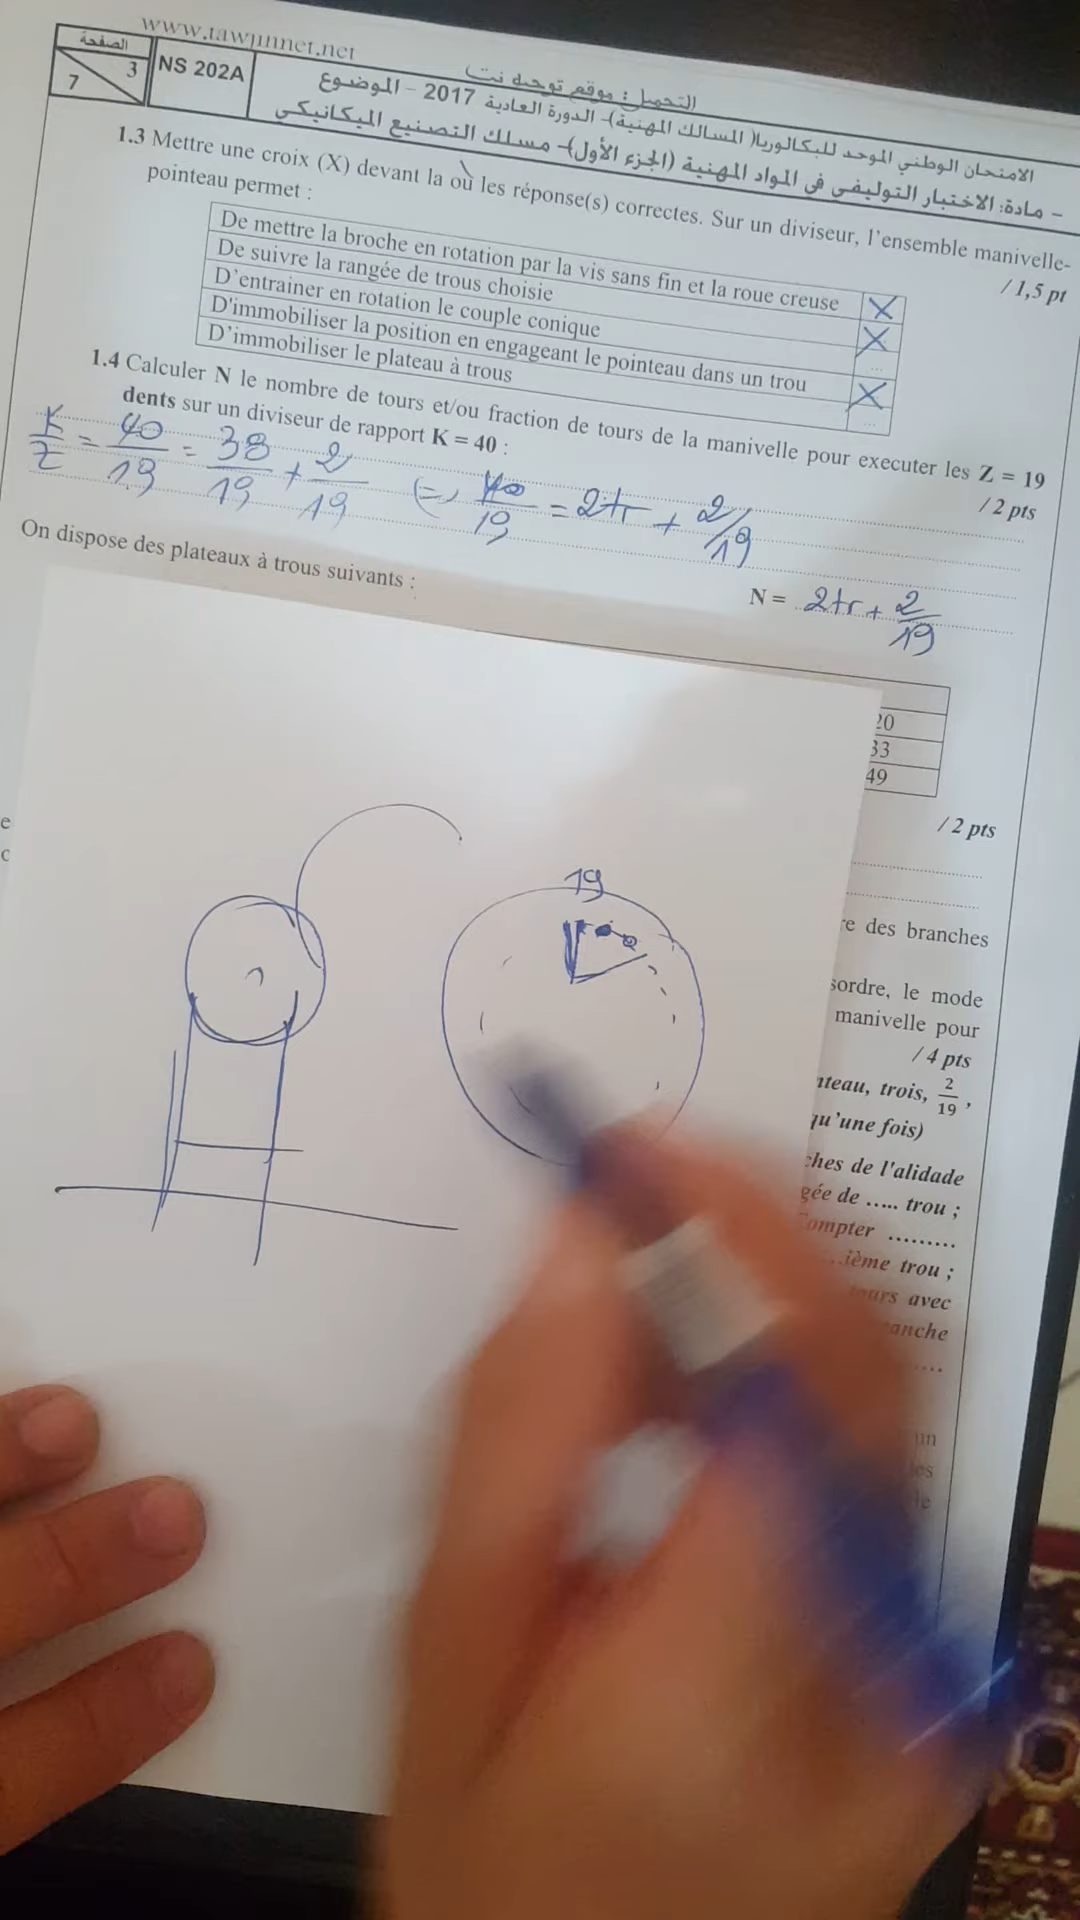 www.tawjihnet.net
التحميل : موقع توجيه نت
الصفحة
3
7
NS 202A
الامتحان الوطني الموحد للبكالوريا( المسالك المهنية)- الدورة العادية 2017 - الموضوع
- مادة: الاختبار التوليفي في المواد المهنية (الجزء الأول)- مسلك التصنيع الميكانيكي
1.3 Mettre une croix (X) devant la où les réponse(s) correctes. Sur un diviseur, l'ensemble manivelle-
pointeau permet :
/ 1,5 pt
De mettre la broche en rotation par la vis sans fin et la roue creuse X
De suivre la rangée de trous choisie X
D'entrainer en rotation le couple conique ...
D'immobiliser la position en engageant le pointeau dans un trou X
D'immobiliser le plateau à trous ...
1.4 Calculer N le nombre de tours et/ou fraction de tours de la manivelle pour executer les Z = 19
dents sur un diviseur de rapport K = 40 :
/ 2 pts
K/Z = 40/19 = 38/19 + 2/19 (=) 40/19 = 2tr + 2/19
N = 2tr + 2/19
On dispose des plateaux à trous suivants :
20
33
49
/ 2 pts
19
des branches
le mode
manivelle pour
/ 4 pts
trois, 2/19 ,
qu'une fois)
de l'alidade
de ..... trou ;
.........
ième trou ;
tours avec
....
un